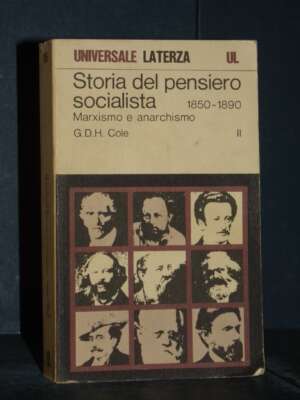 UNIVERSALE LATERZA UL
Storia del pensiero
socialista 1850-1890
Marxismo e anarchismo
G.D.H. Cole II